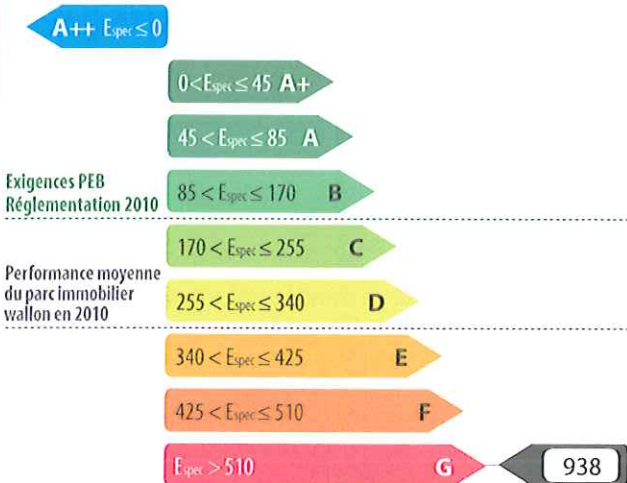 A++ Espec ≤ 0
0 < Espec ≤ 45 A+
45 < Espec ≤ 85 A
Exigences PEB
Réglementation 2010
85 < Espec ≤ 170 B
170 < Espec ≤ 255 C
Performance moyenne
du parc immobilier
wallon en 2010
255 < Espec ≤ 340 D
340 < Espec ≤ 425 E
425 < Espec ≤ 510 F
Espec > 510 G
938